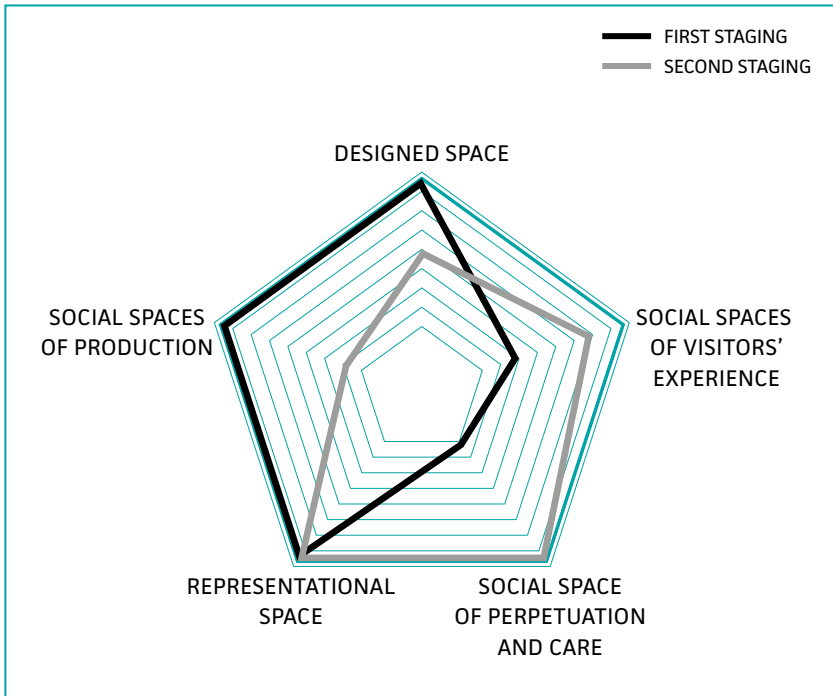 FIRST STAGING
SECOND STAGING
DESIGNED SPACE
SOCIAL SPACES
OF PRODUCTION
SOCIAL SPACES
OF VISITORS’
EXPERIENCE
REPRESENTATIONAL
SPACE
SOCIAL SPACE
OF PERPETUATION
AND CARE